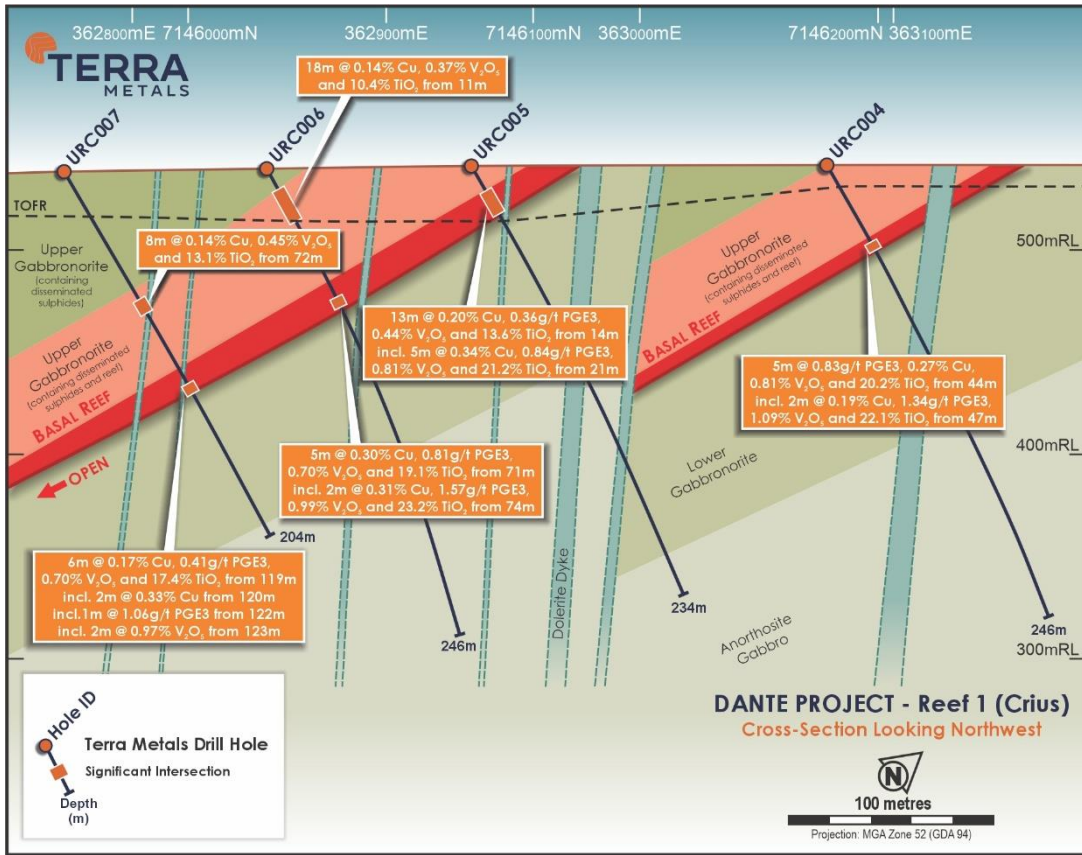 362800mE 7146000mN 362900mE 7146100mN 363000mE 7146200mN 363100mE
TERRA
METALS
18m @ 0.14% Cu, 0.37% V₂O₅
and 10.4% TiO₂ from 11m
URC007
URC006
URC005
URC004
TOFR
Upper
Gabbronorite
(containing
disseminated
sulphides)
8m @ 0.14% Cu, 0.45% V₂O₅
and 13.1% TiO₂ from 72m
Upper
Gabbronorite
(containing disseminated
sulphides and reef)
BASAL REEF
OPEN
13m @ 0.20% Cu, 0.36g/t PGE3,
0.44% V₂O₅ and 13.6% TiO₂ from 14m
incl. 5m @ 0.34% Cu, 0.84g/t PGE3,
0.81% V₂O₅ and 21.2% TiO₂ from 21m
Upper
Gabbronorite
(containing disseminated
sulphides and reef)
BASAL REEF
500mRL
5m @ 0.83g/t PGE3, 0.27% Cu,
0.81% V₂O₅ and 20.2% TiO₂ from 44m
incl. 2m @ 0.19% Cu, 1.34g/t PGE3,
1.09% V₂O₅ and 22.1% TiO₂ from 47m
5m @ 0.30% Cu, 0.81g/t PGE3,
0.70% V₂O₅ and 19.1% TiO₂ from 71m
incl. 2m @ 0.31% Cu, 1.57g/t PGE3,
0.99% V₂O₅ and 23.2% TiO₂ from 74m
Lower
Gabbronorite
400mRL
204m
6m @ 0.17% Cu, 0.41g/t PGE3,
0.70% V₂O₅ and 17.4% TiO₂ from 119m
incl. 2m @ 0.33% Cu from 120m
incl.1m @ 1.06g/t PGE3 from 122m
incl. 2m @ 0.97% V₂O₅ from 123m
246m
Dolerite Dyke
234m
Anorthosite
Gabbro
246m
300mRL
Hole ID
Terra Metals Drill Hole
Significant Intersection
Depth
(m)
DANTE PROJECT - Reef 1 (Crius)
Cross-Section Looking Northwest
N
100 metres
Projection: MGA Zone 52 (GDA 94)